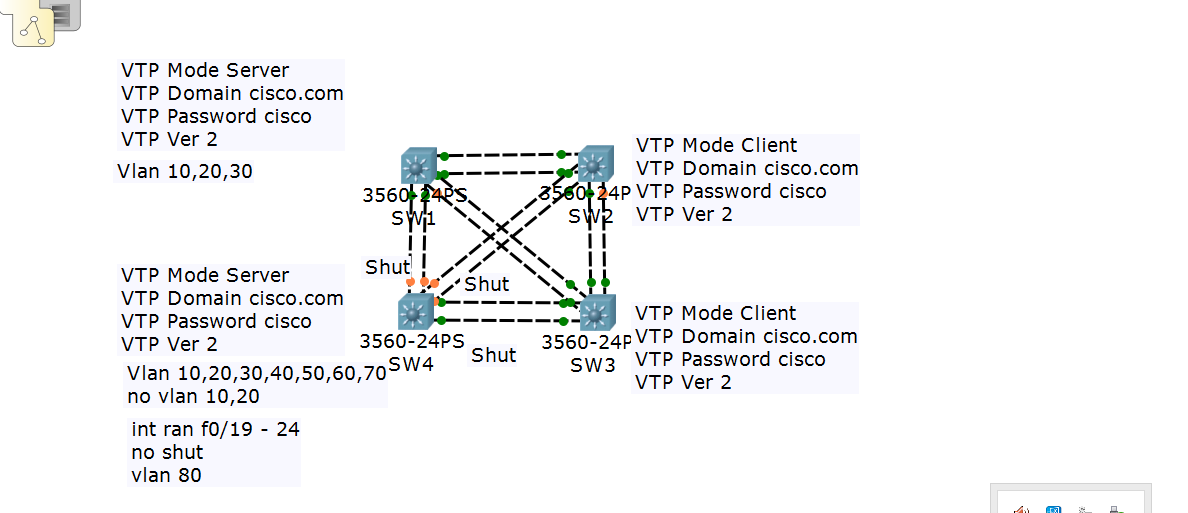 VTP Mode Server
VTP Domain cisco.com
VTP Password cisco
VTP Ver 2
Vlan 10,20,30
3560-24PS
SW1
3560-24P
SW2
VTP Mode Client
VTP Domain cisco.com
VTP Password cisco
VTP Ver 2
Shut
Shut
VTP Mode Server
VTP Domain cisco.com
VTP Password cisco
VTP Ver 2
3560-24PS
SW4
Shut
3560-24P
SW3
VTP Mode Client
VTP Domain cisco.com
VTP Password cisco
VTP Ver 2
Vlan 10,20,30,40,50,60,70
no vlan 10,20
int ran f0/19 - 24
no shut
vlan 80